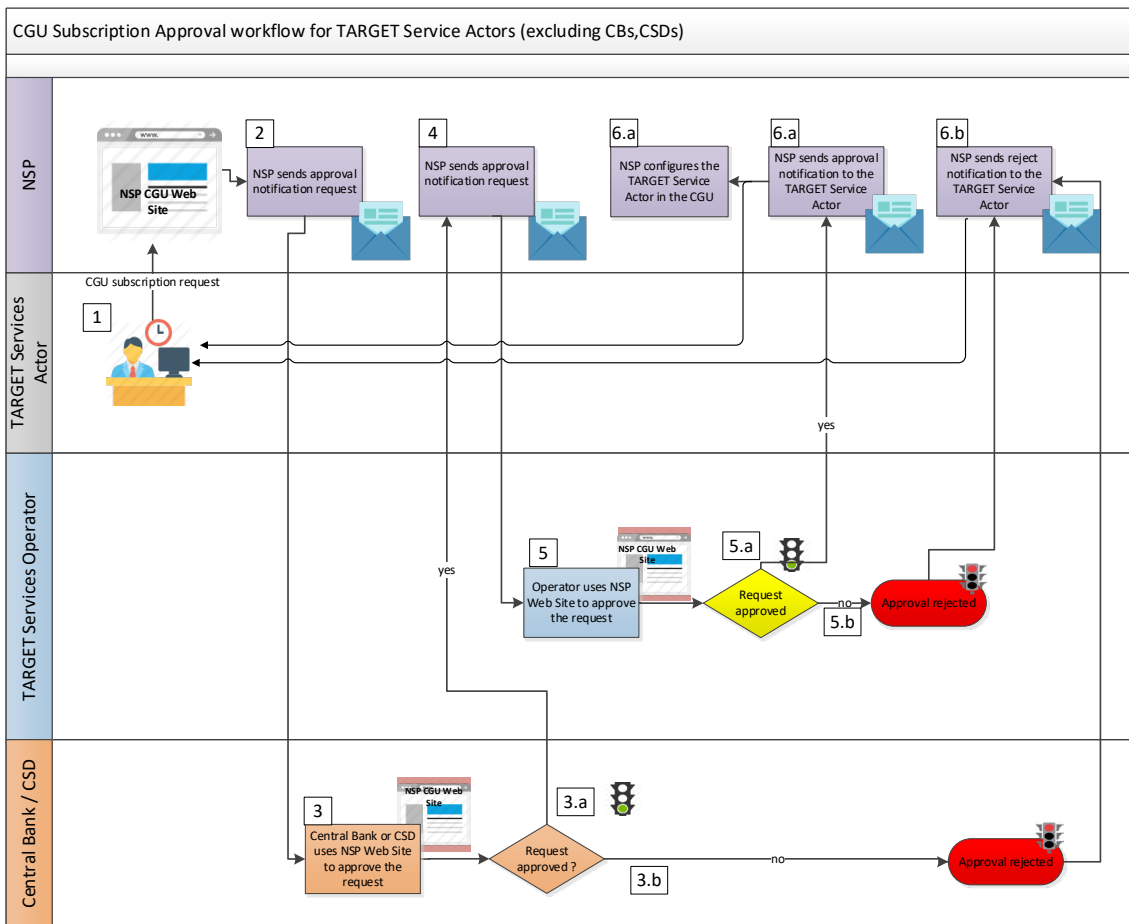 CGU Subscription Approval workflow for TARGET Service Actors (excluding CBs,CSDs)
NSP
www.
NSP CGU Web
Site
2
NSP sends approval
notification request
4
NSP sends approval
notification request
6.a
NSP configures the
TARGET Service
Actor in the CGU
6.a
NSP sends approval
notification to the
TARGET Service
Actor
6.b
NSP sends reject
notification to the
TARGET Service
Actor
TARGET Services
Actor
CGU subscription request
1
yes
TARGET Services Operator
yes
5
Operator uses NSP
Web Site to approve
the request
NSP CGU Web
Site
5.a
Request
approved
no
5.b
Approval rejected
Central Bank / CSD
3
Central Bank or CSD
uses NSP Web Site to
approve the
request
NSP CGU Web
Site
3.a
Request
approved ?
3.b
no
Approval rejected